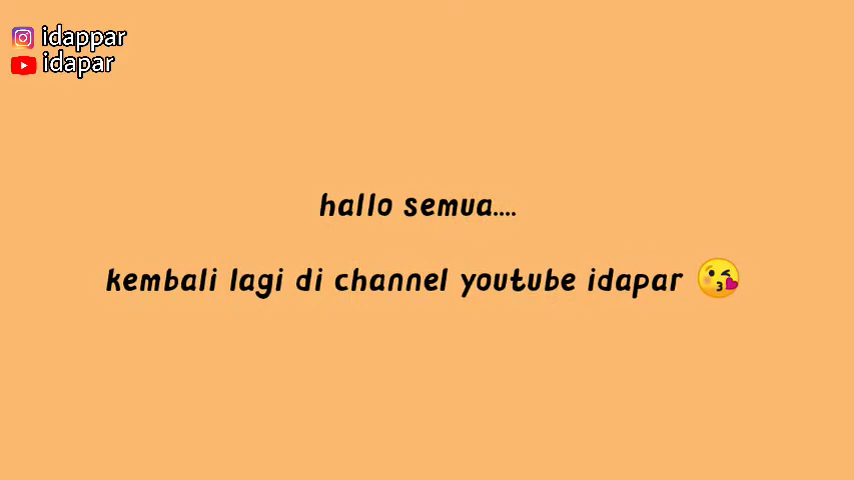 idappar
idapar
hallo semua....
kembali lagi di channel youtube idapar 😘